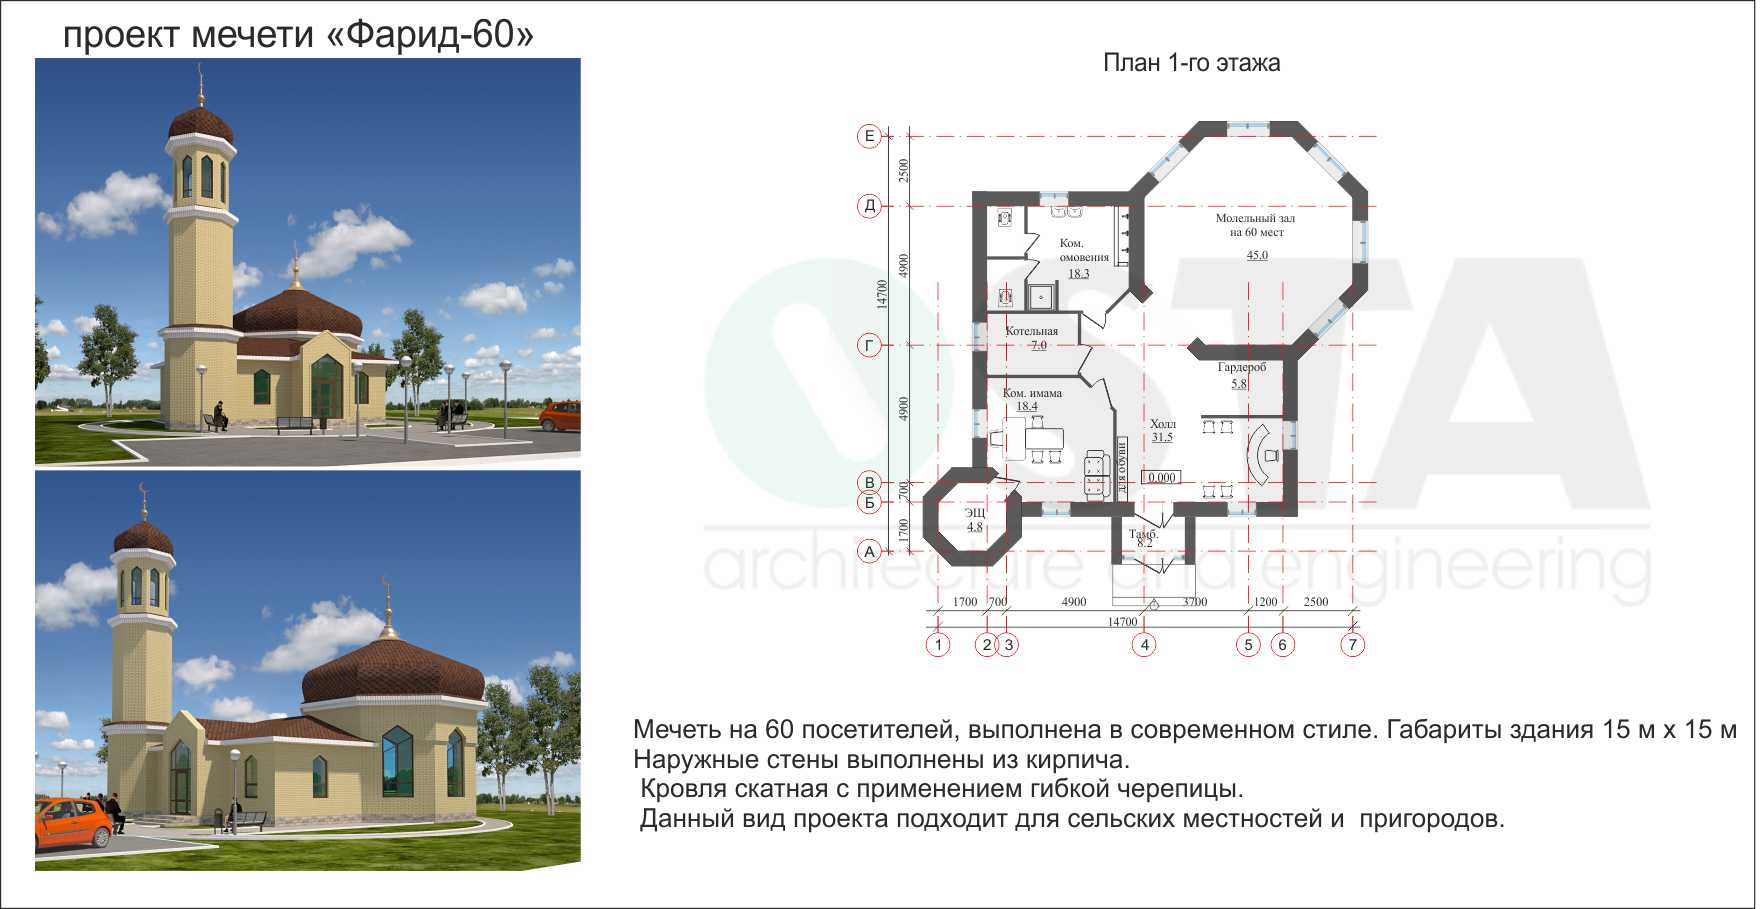 проект мечети «Фарид-60»
План 1-го этажа
Е
Д
Г
В
Б
А
2500
4900
4900
700
1700
14700
Молельный зал
на 60 мест
45.0
Ком.
омовения
18.3
Котельная
7.0
Гардероб
5.8
Ком. имама
18.4
Холл
31.5
для обуви
0.000
ЭЩ
4.8
Тамб.
8.2
VSTA
architecture and engineering
1700 700 4900 3700 1200 2500
14700
1 2 3 4 5 6 7
Мечеть на 60 посетителей, выполнена в современном стиле. Габариты здания 15 м х 15 м
Наружные стены выполнены из кирпича.
Кровля скатная с применением гибкой черепицы.
Данный вид проекта подходит для сельских местностей и  пригородов.